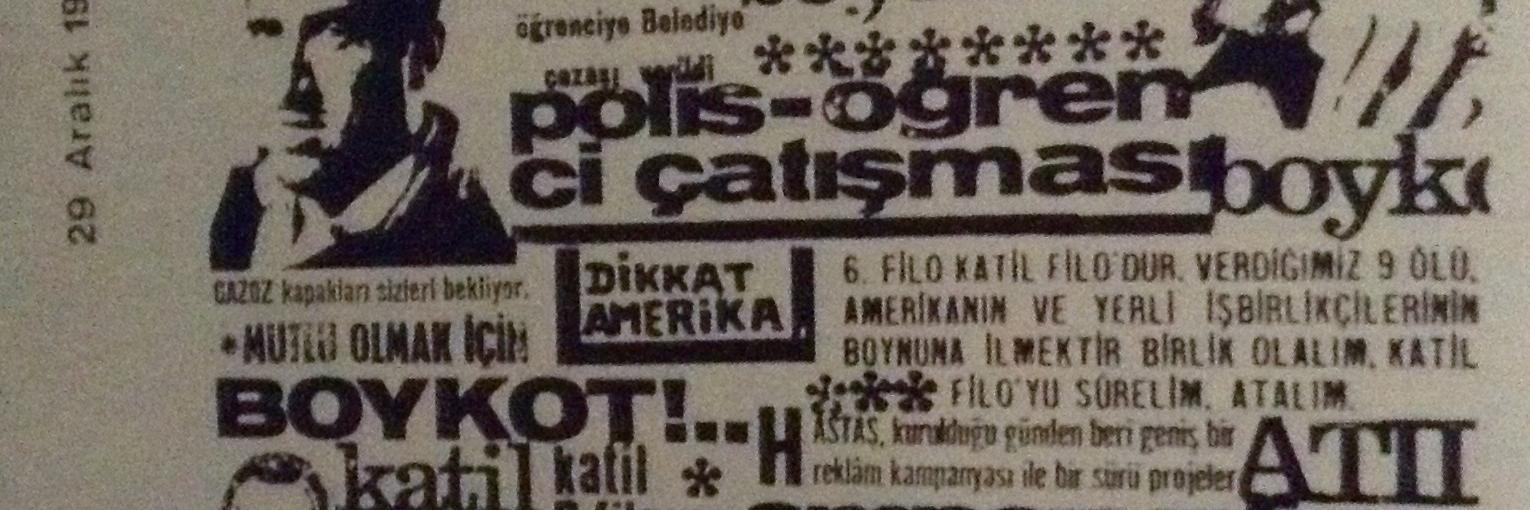 29 Aralık 19
öğrenciye Belediye
cezası verildi
*******
polis-öğren
ci çatışması
boyk
GAZOZ kapakları sizleri bekliyor.
*MUTLU OLMAK İÇİN
BOYKOT!...
DİKKAT
AMERİKA
6. FİLO KATİL FİLO'DUR. VERDİĞİMİZ 9 ÖLÜ,
AMERİKANIN VE YERLİ İŞBİRLİKÇİLERİNİN
BOYNUNA İLMEKTİR BİRLİK OLALIM, KATİL
*** FİLO'YU SÜRELİM, ATALIM.
HASTAŞ, kurulduğu günden beri geniş bir
reklâm kampanyası ile bir sürü projeler
katil
katil *